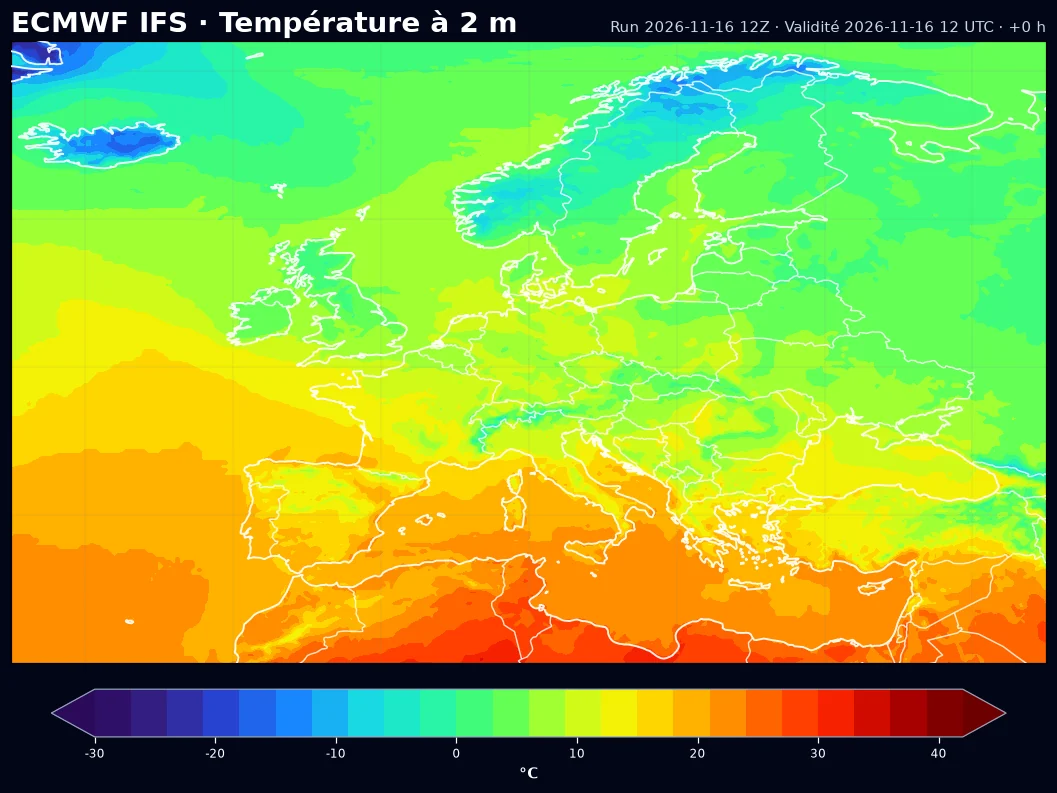 ECMWF IFS · Température à 2 m
Run 2026-11-16 12Z · Validité 2026-11-16 12 UTC · +0 h
-30 -20 -10 0 10 20 30 40
°C